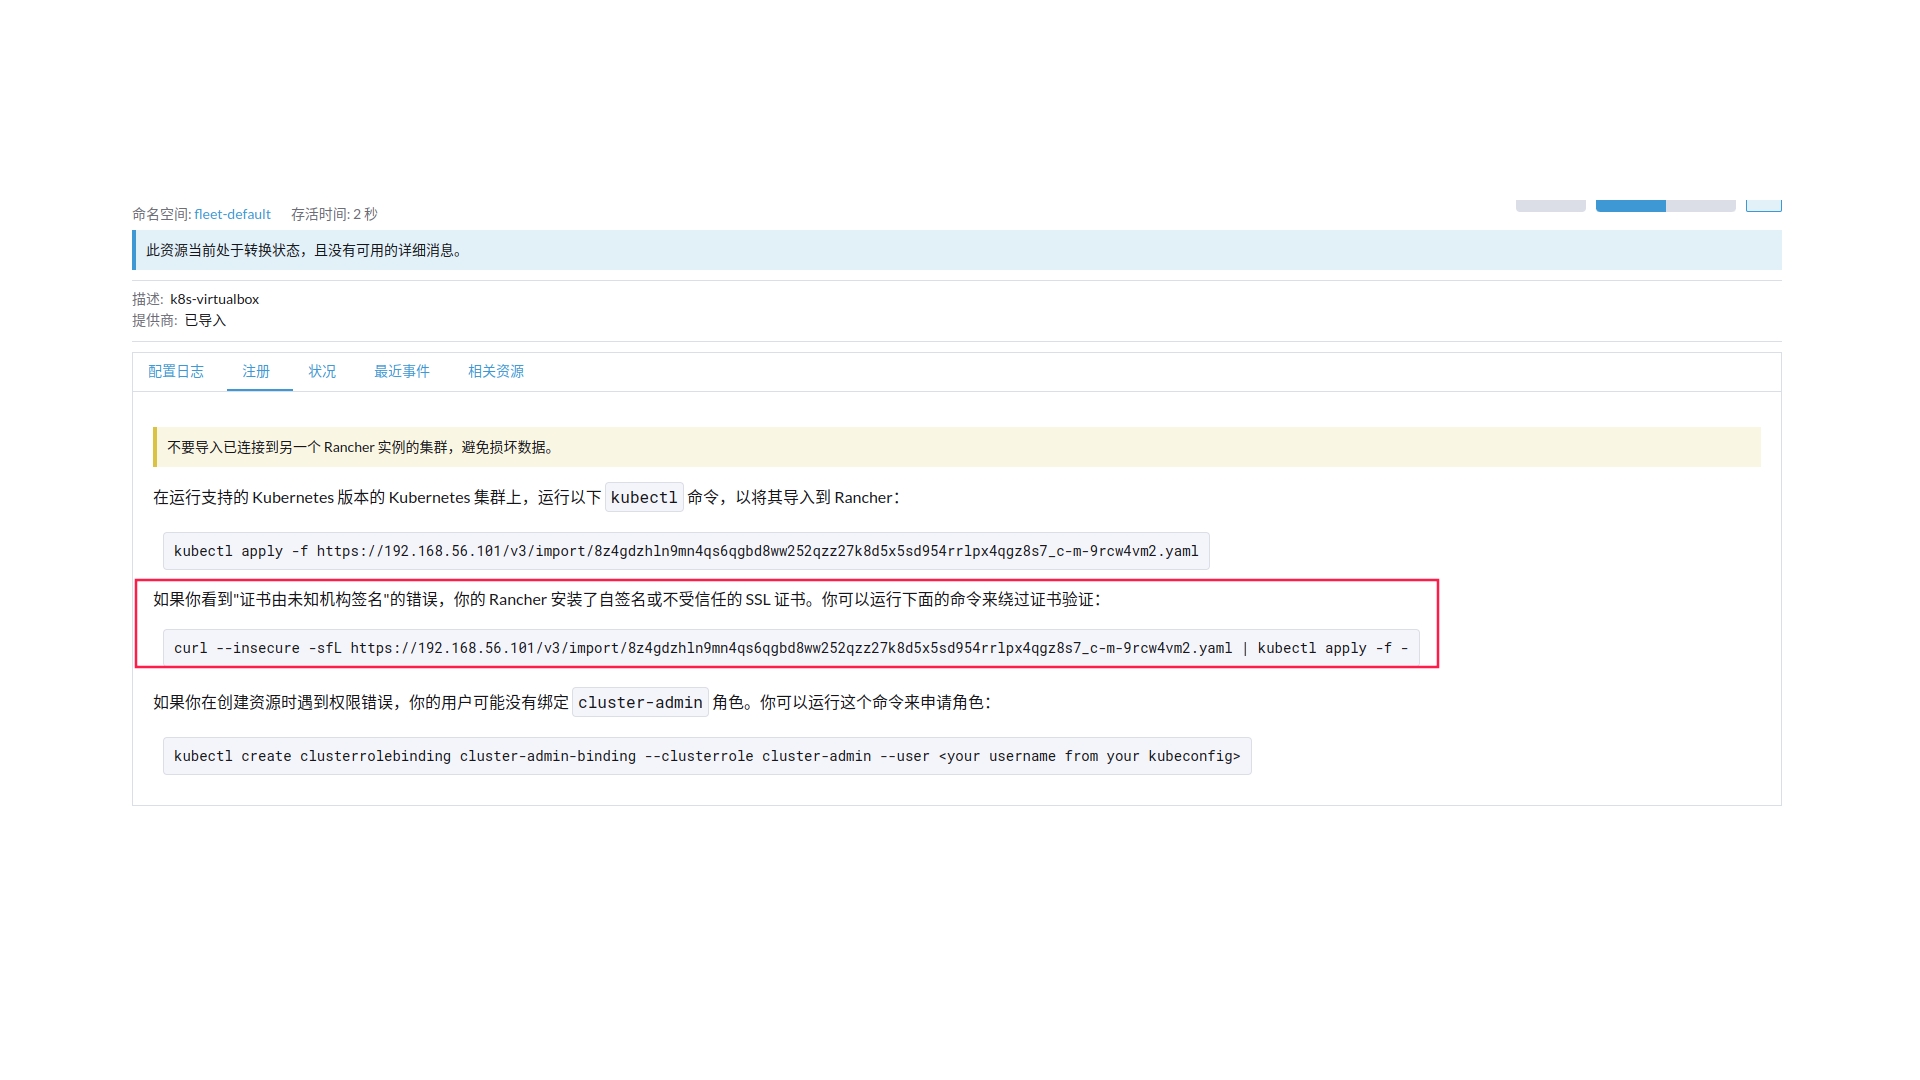 命名空间: fleet-default 存活时间: 2 秒
此资源当前处于转换状态，且没有可用的详细消息。
描述: k8s-virtualbox
提供商: 已导入
配置日志 注册 状况 最近事件 相关资源
不要导入已连接到另一个 Rancher 实例的集群，避免损坏数据。
在运行支持的 Kubernetes 版本的 Kubernetes 集群上，运行以下 kubectl 命令，以将其导入到 Rancher：
kubectl apply -f https://192.168.56.101/v3/import/8z4gdzhln9mn4qs6qgbd8ww252qzz27k8d5x5sd954rrlpx4qgz8s7_c-m-9rcw4vm2.yaml
如果你看到"证书由未知机构签名"的错误，你的 Rancher 安装了自签名或不受信任的 SSL 证书。你可以运行下面的命令来绕过证书验证：
curl --insecure -sfL https://192.168.56.101/v3/import/8z4gdzhln9mn4qs6qgbd8ww252qzz27k8d5x5sd954rrlpx4qgz8s7_c-m-9rcw4vm2.yaml | kubectl apply -f -
如果你在创建资源时遇到权限错误，你的用户可能没有绑定 cluster-admin 角色。你可以运行这个命令来申请角色：
kubectl create clusterrolebinding cluster-admin-binding --clusterrole cluster-admin --user <your username from your kubeconfig>